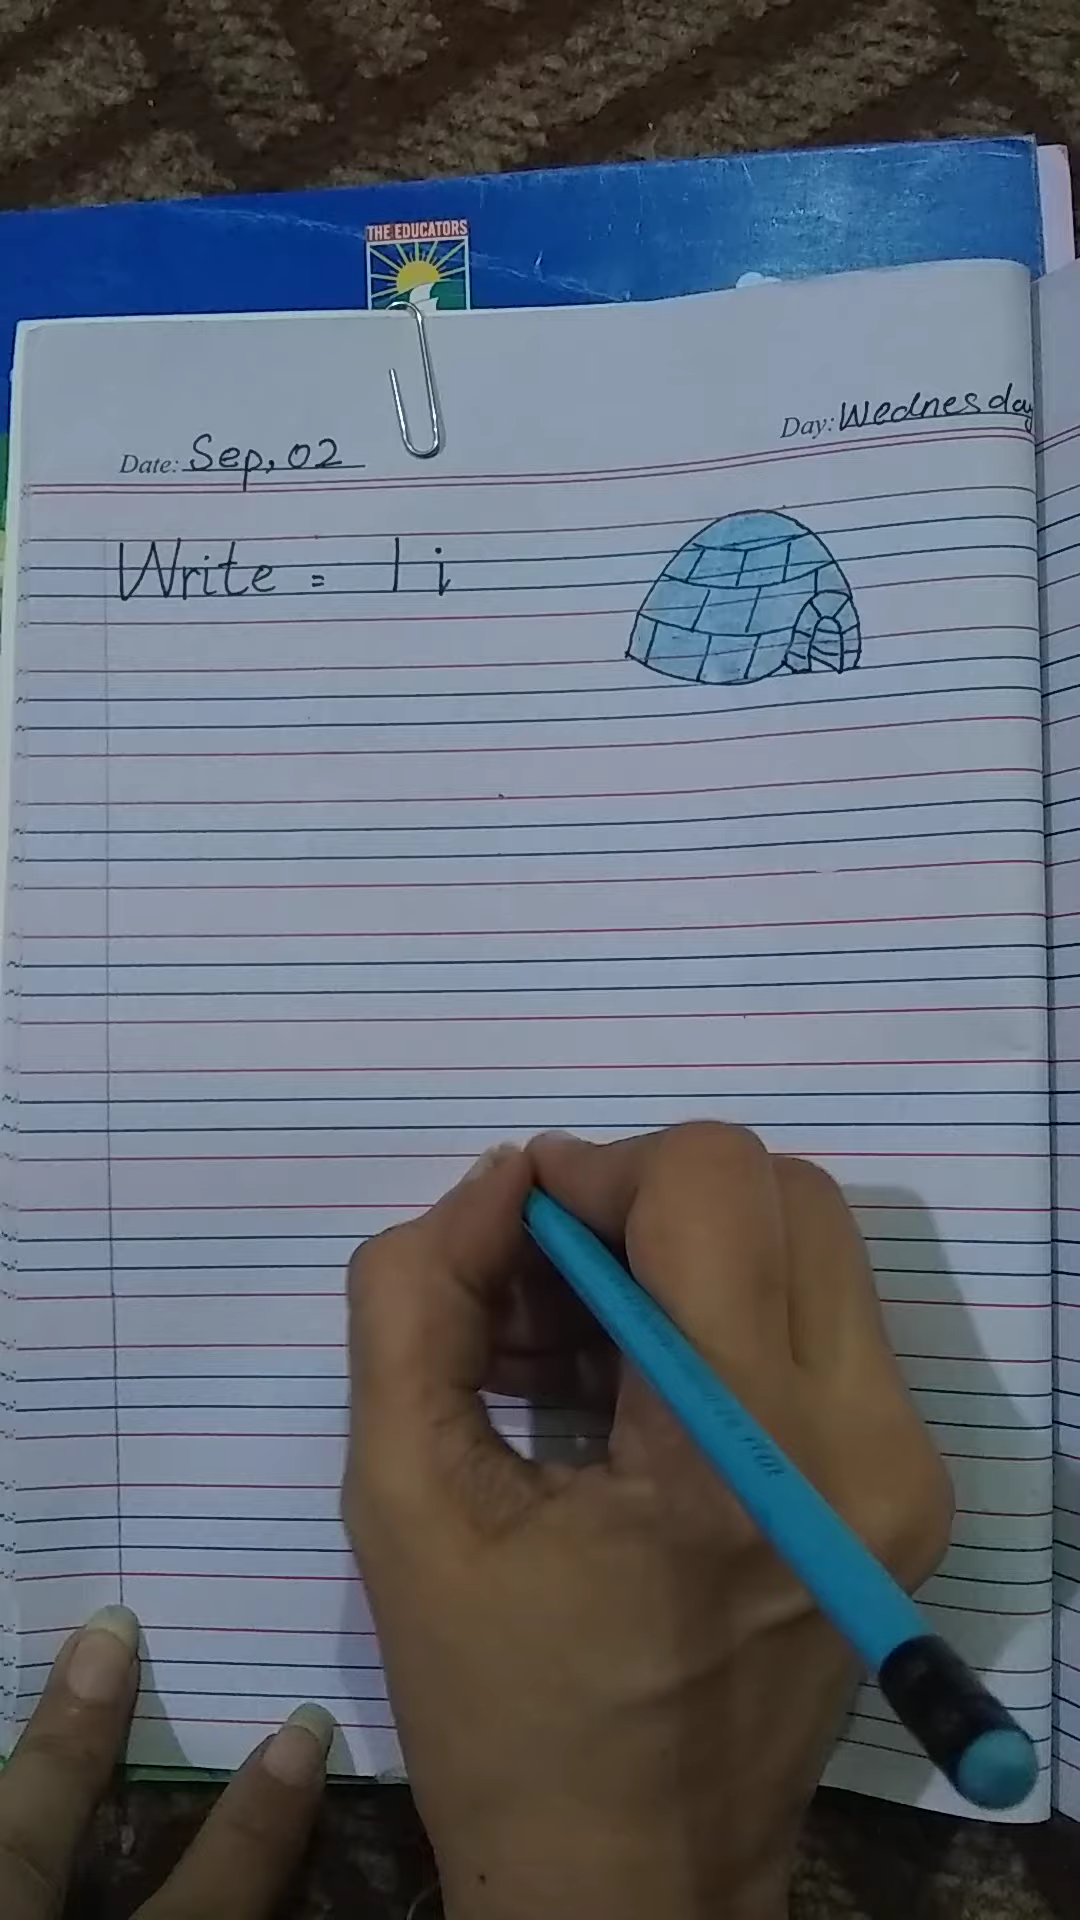 THE EDUCATORS
Day: Wednesday
Date: Sep, 02
Write = I i